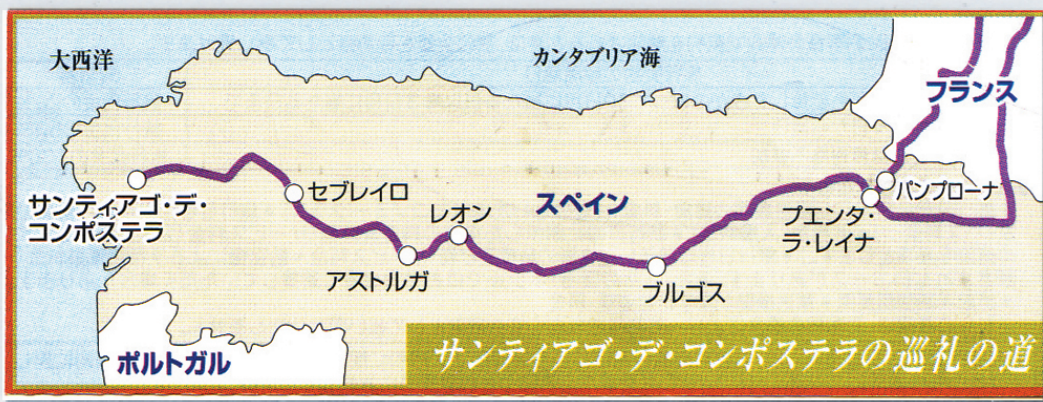 大西洋
カンタブリア海
フランス
サンティアゴ・デ・
コンポステラ
セブレイロ
レオン
スペイン
パンプローナ
プエンタ・
ラ・レイナ
アストルガ
ブルゴス
ポルトガル
サンティアゴ・デ・コンポステラの巡礼の道